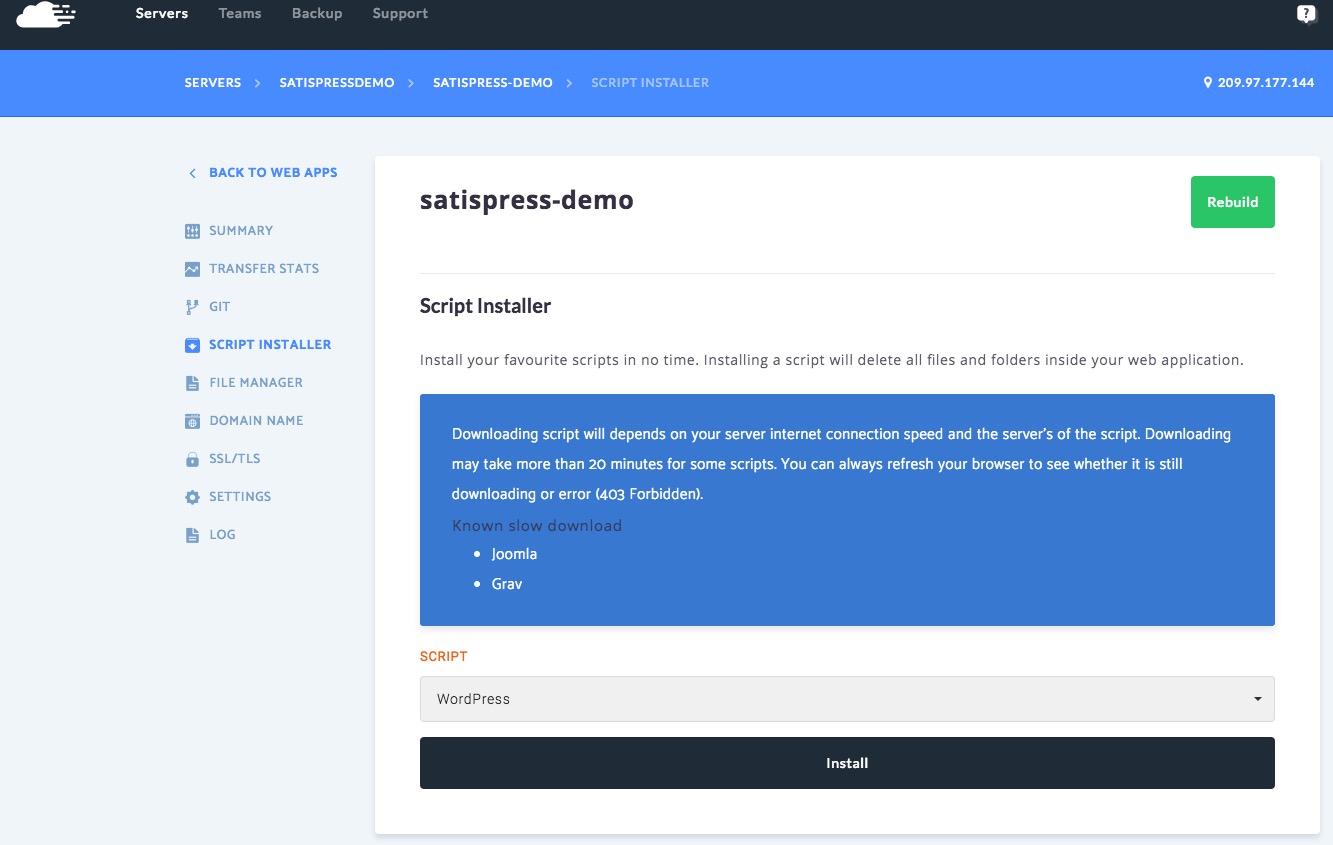 Servers Teams Backup Support ?
SERVERS SATISPRESSDEMO SATISPRESS-DEMO SCRIPT INSTALLER 209.97.177.144
BACK TO WEB APPS
SUMMARY
TRANSFER STATS
GIT
SCRIPT INSTALLER
FILE MANAGER
DOMAIN NAME
SSL/TLS
SETTINGS
LOG
satispress-demo
Rebuild
Script Installer
Install your favourite scripts in no time. Installing a script will delete all files and folders inside your web application.
Downloading script will depends on your server internet connection speed and the server's of the script. Downloading
may take more than 20 minutes for some scripts. You can always refresh your browser to see whether it is still
downloading or error (403 Forbidden).
Known slow download
• Joomla
• Grav
SCRIPT
WordPress
Install